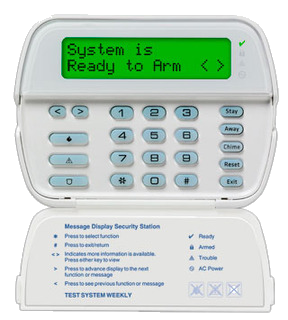 System is
Ready to Arm < >
< >
1 2 3
Stay
4 5 6
Away
7 8 9
Chime
* 0 #
Reset
Exit
Message Display Security Station
* Press to select function
# Press to exit/return
< > Indicates more information is available.
Press either key to view
> Press to advance display to the next
function or message
< Press to see previous function or message
TEST SYSTEM WEEKLY
✓ Ready
Armed
⚠ Trouble
AC Power